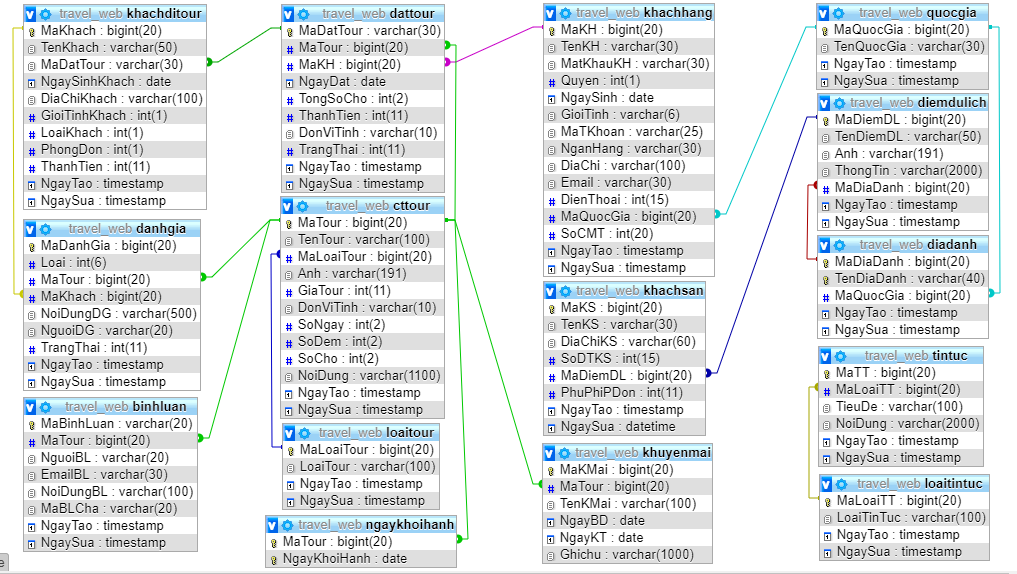 travel_web khachditour
MaKhach : bigint(20)
TenKhach : varchar(50)
MaDatTour : varchar(30)
NgaySinhKhach : date
DiaChiKhach : varchar(100)
GioiTinhKhach : int(1)
LoaiKhach : int(1)
PhongDon : int(1)
ThanhTien : int(11)
NgayTao : timestamp
NgaySua : timestamp
travel_web danhgia
MaDanhGia : bigint(20)
Loai : int(6)
MaTour : bigint(20)
MaKhach : bigint(20)
NoiDungDG : varchar(500)
NguoiDG : varchar(20)
TrangThai : int(11)
NgayTao : timestamp
NgaySua : timestamp
travel_web binhluan
MaBinhLuan : varchar(20)
MaTour : bigint(20)
NguoiBL : varchar(20)
EmailBL : varchar(30)
NoiDungBL : varchar(100)
MaBLCha : varchar(20)
NgayTao : timestamp
NgaySua : timestamp
travel_web dattour
MaDatTour : varchar(30)
MaTour : bigint(20)
MaKH : bigint(20)
NgayDat : date
TongSoCho : int(2)
ThanhTien : int(11)
DonViTinh : varchar(10)
TrangThai : int(11)
NgayTao : timestamp
NgaySua : timestamp
travel_web cttour
MaTour : bigint(20)
TenTour : varchar(100)
MaLoaiTour : bigint(20)
Anh : varchar(191)
GiaTour : int(11)
DonViTinh : varchar(10)
SoNgay : int(2)
SoDem : int(2)
SoCho : int(2)
NoiDung : varchar(1100)
NgayTao : timestamp
NgaySua : timestamp
travel_web loaitour
MaLoaiTour : bigint(20)
LoaiTour : varchar(100)
NgayTao : timestamp
NgaySua : timestamp
travel_web ngaykhoihanh
MaTour : bigint(20)
NgayKhoiHanh : date
travel_web khachhang
MaKH : bigint(20)
TenKH : varchar(30)
MatKhauKH : varchar(30)
Quyen : int(1)
NgaySinh : date
GioiTinh : varchar(6)
MaTKhoan : varchar(25)
NganHang : varchar(30)
DiaChi : varchar(100)
Email : varchar(30)
DienThoai : int(15)
MaQuocGia : bigint(20)
SoCMT : int(20)
NgayTao : timestamp
NgaySua : timestamp
travel_web khachsan
MaKS : bigint(20)
TenKS : varchar(30)
DiaChiKS : varchar(60)
SoDTKS : int(15)
MaDiemDL : bigint(20)
PhuPhiPDon : int(11)
NgayTao : timestamp
NgaySua : datetime
travel_web khuyenmai
MaKMai : bigint(20)
MaTour : bigint(20)
TenKMai : varchar(100)
NgayBD : date
NgayKT : date
Ghichu : varchar(1000)
travel_web quocgia
MaQuocGia : bigint(20)
TenQuocGia : varchar(30)
NgayTao : timestamp
NgaySua : timestamp
travel_web diemdulich
MaDiemDL : bigint(20)
TenDiemDL : varchar(50)
Anh : varchar(191)
ThongTin : varchar(2000)
MaDiaDanh : bigint(20)
NgayTao : timestamp
NgaySua : timestamp
travel_web diadanh
MaDiaDanh : bigint(20)
TenDiaDanh : varchar(40)
MaQuocGia : bigint(20)
NgayTao : timestamp
NgaySua : timestamp
travel_web tintuc
MaTT : bigint(20)
MaLoaiTT : bigint(20)
TieuDe : varchar(100)
NoiDung : varchar(2000)
NgayTao : timestamp
NgaySua : timestamp
travel_web loaitintuc
MaLoaiTT : bigint(20)
LoaiTinTuc : varchar(100)
NgayTao : timestamp
NgaySua : timestamp